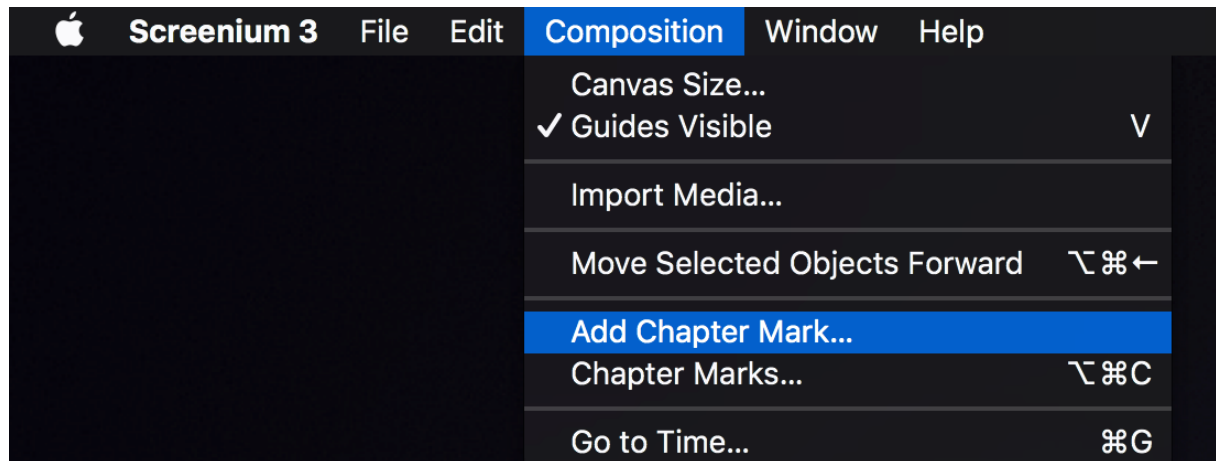 Screenium 3 File Edit Composition Window Help
Canvas Size...
✓ Guides Visible V
Import Media...
Move Selected Objects Forward ⌥⌘←
Add Chapter Mark...
Chapter Marks... ⌥⌘C
Go to Time... ⌘G